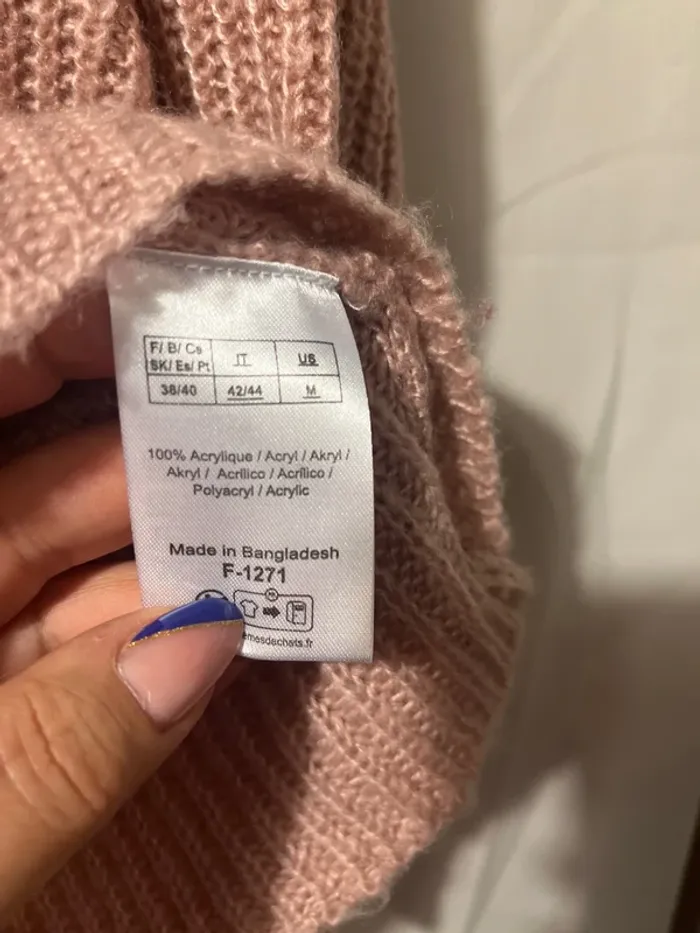 F/ B/ Cs
SK/ Es/ Pt
IT
US
38/40
42/44
M
100% Acrylique / Acryl / Akryl /
Akryl / Acrílico / Acrílico /
Polyacryl / Acrylic
Made in Bangladesh
F-1271
FR